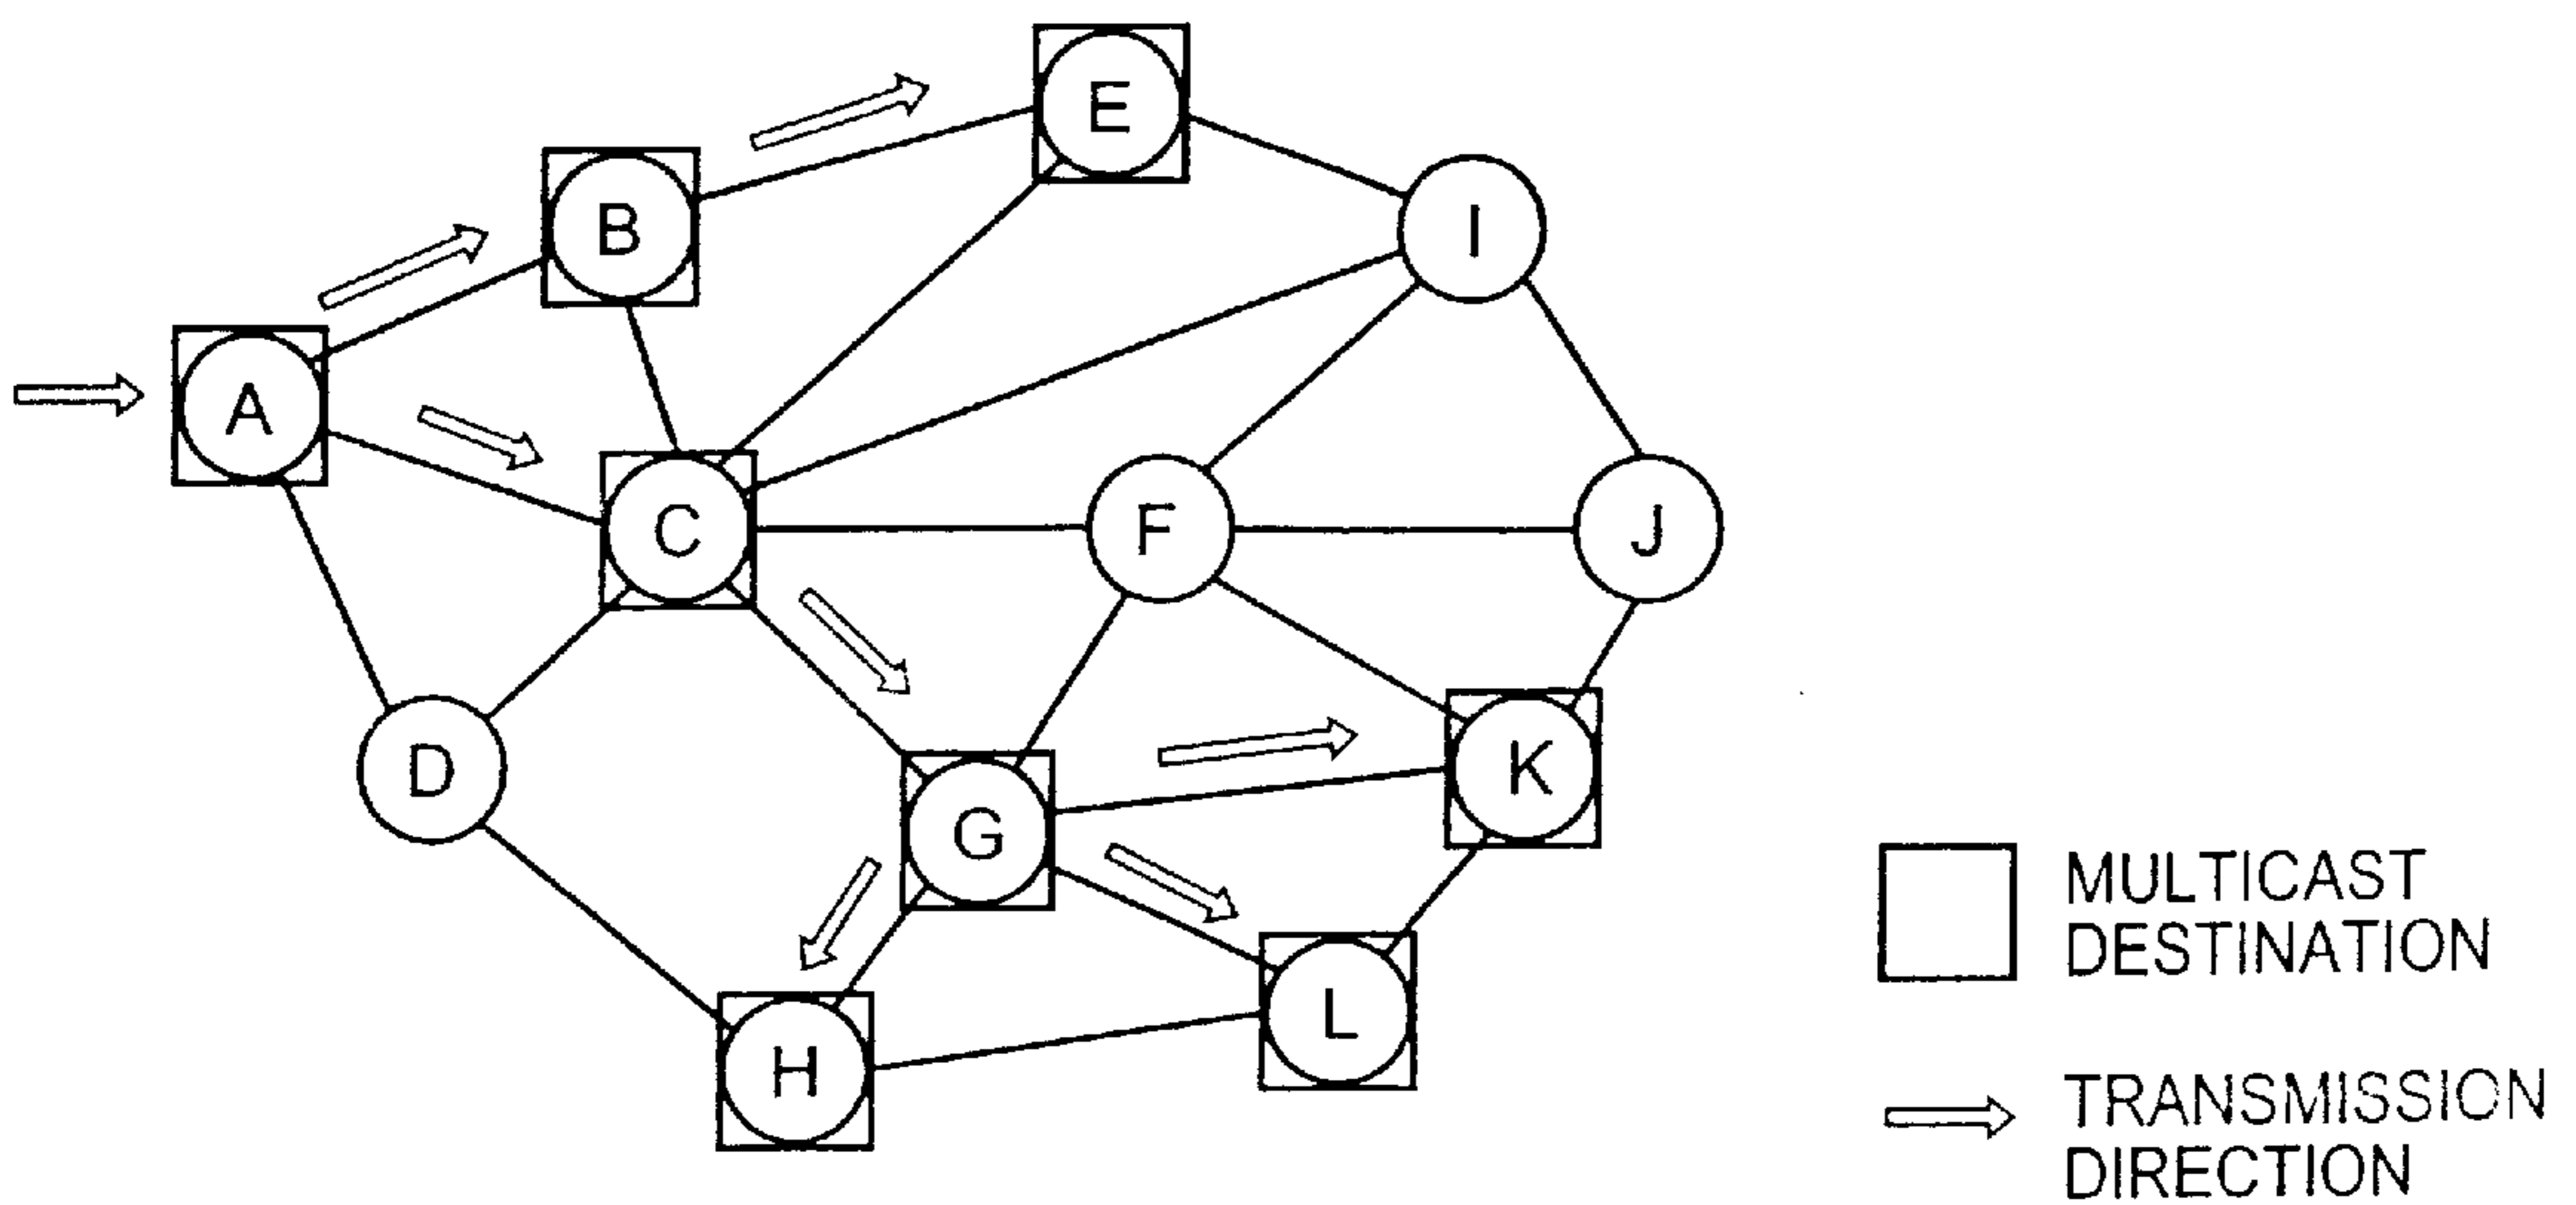 E
B
I
A
C
F
J
D
K
G
L
H
MULTICAST
DESTINATION
TRANSMISSION
DIRECTION